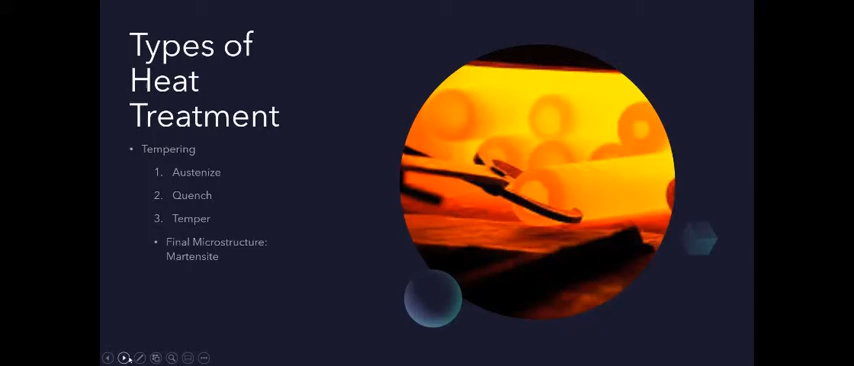 Types of
Heat
Treatment
• Tempering
1. Austenize
2. Quench
3. Temper
• Final Microstructure:
Martensite